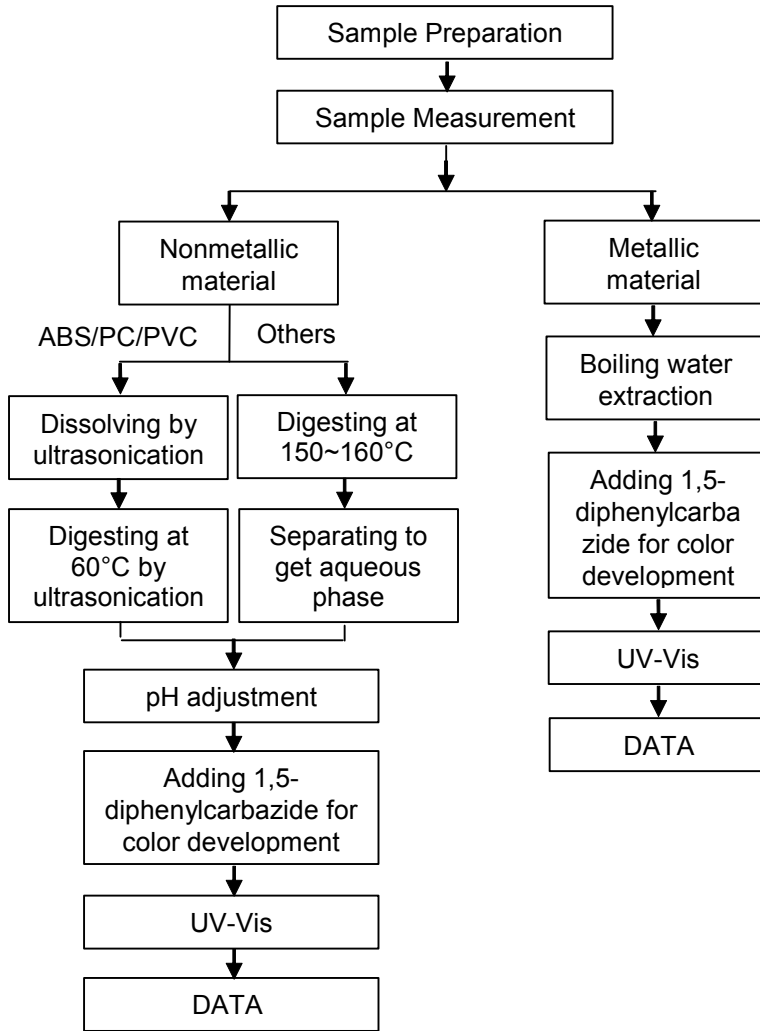 Sample Preparation
Sample Measurement
Nonmetallic
material
Metallic
material
ABS/PC/PVC
Others
Boiling water
extraction
Dissolving by
ultrasonication
Digesting at
150~160°C
Adding 1,5-
diphenylcarba
zide for color
development
Digesting at
60°C by
ultrasonication
Separating to
get aqueous
phase
UV-Vis
pH adjustment
DATA
Adding 1,5-
diphenylcarbazide for
color development
UV-Vis
DATA